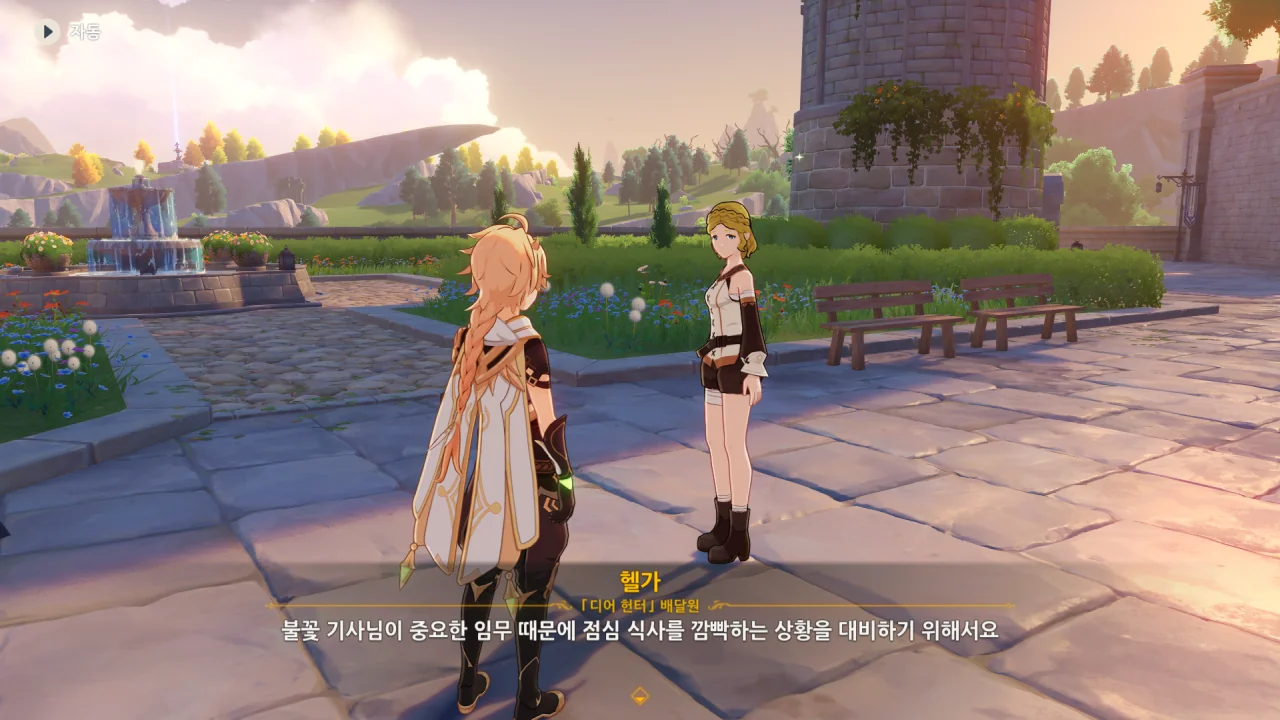 자동
헬가
「디어 헌터」 배달원
불꽃 기사님이 중요한 임무 때문에 점심 식사를 깜빡하는 상황을 대비하기 위해서요